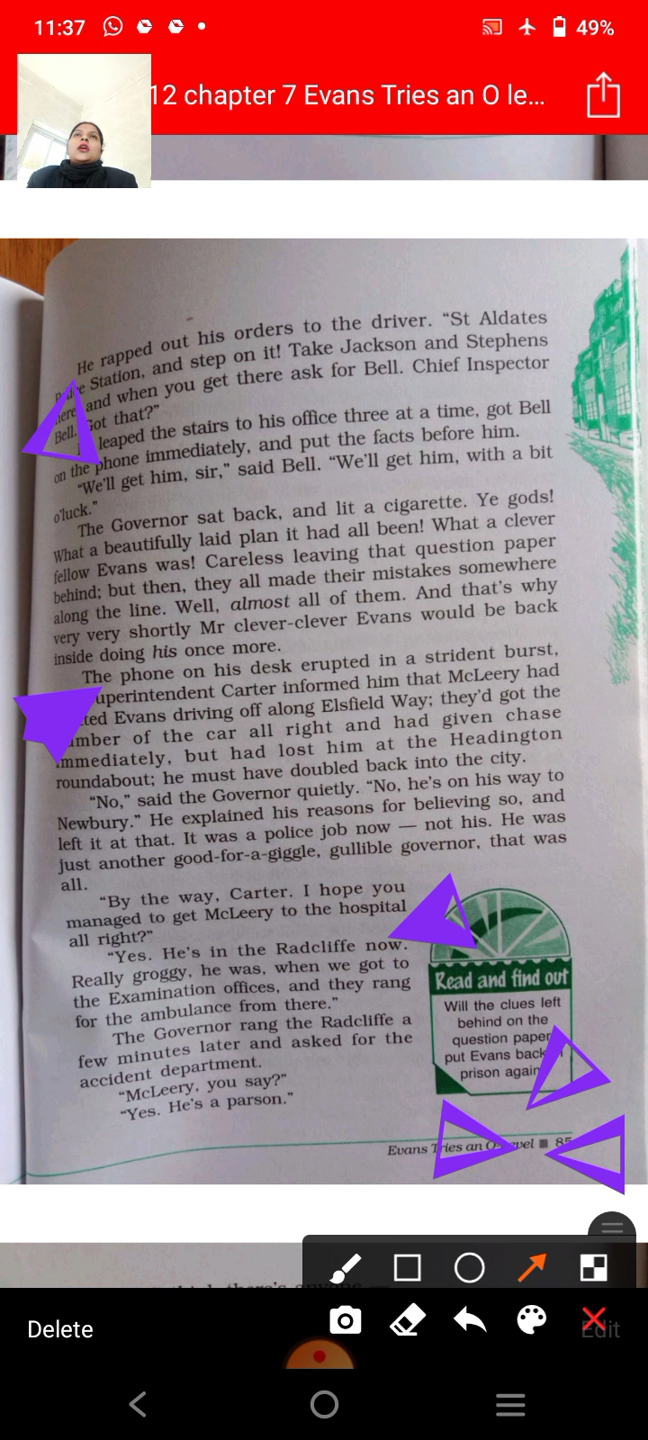 11:37
49%
12 chapter 7 Evans Tries an O le...
He rapped out his orders to the driver. “St Aldates
Station, and step on it! Take Jackson and Stephens
and when you get there ask for Bell. Chief Inspector
Bell. Got that?”
leaped the stairs to his office three at a time, got Bell
on the phone immediately, and put the facts before him.
“We’ll get him, sir,” said Bell. “We’ll get him, with a bit
o’luck.”
The Governor sat back, and lit a cigarette. Ye gods!
What a beautifully laid plan it had all been! What a clever
fellow Evans was! Careless leaving that question paper
behind; but then, they all made their mistakes somewhere
along the line. Well, almost all of them. And that’s why
very very shortly Mr clever-clever Evans would be back
inside doing his once more.
The phone on his desk erupted in a strident burst,
Carter informed him that McLeery had
Evans driving off along Elsfield Way; they’d got the
of the car all right and had given chase
immediately, but had lost him at the Headington
roundabout; he must have doubled back into the city.
“No,” said the Governor quietly. “No, he’s on his way to
Newbury.” He explained his reasons for believing so, and
left it at that. It was a police job now — not his. He was
just another good-for-a-giggle, gullible governor, that was
all.
“By the way, Carter. I hope you
managed to get McLeery to the hospital
all right?”
“Yes. He’s in the Radcliffe now.
Really groggy, he was, when we got to
the Examination offices, and they rang
for the ambulance from there.”
The Governor rang the Radcliffe a
few minutes later and asked for the
accident department.
“McLeery, you say?”
“Yes. He’s a parson.”
Read and find out
Will the clues left
behind on the
question paper
put Evans back
prison again
Evans Tries an O Level 85
Delete
Edit